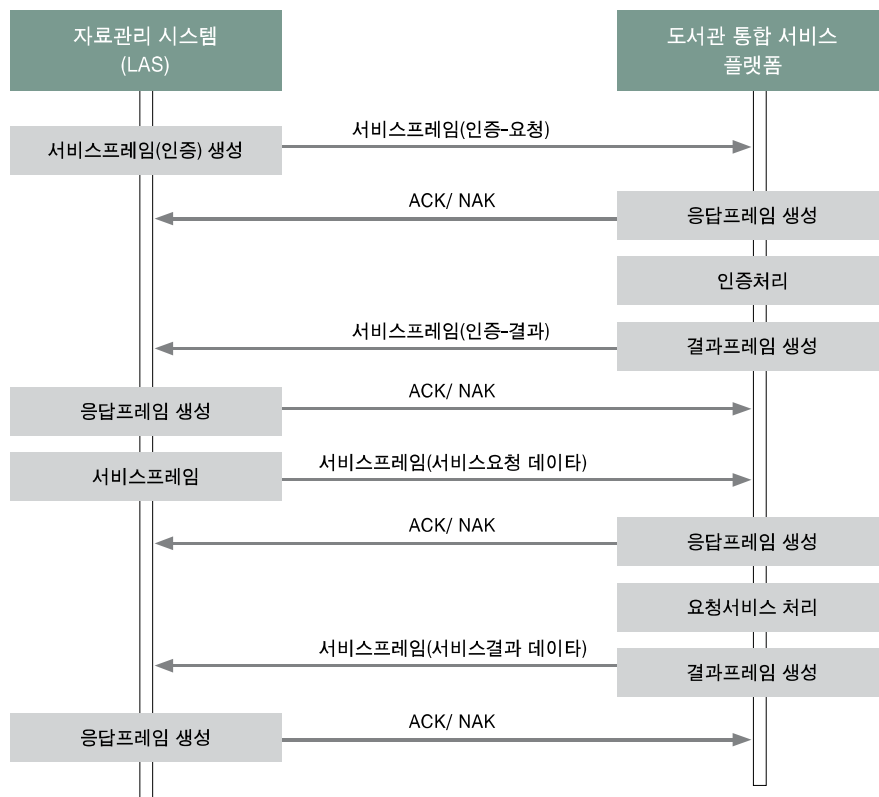 자료관리 시스템
(LAS)
도서관 통합 서비스
플랫폼
서비스프레임(인증-요청)
서비스프레임(인증) 생성
ACK/ NAK
응답프레임 생성
인증처리
서비스프레임(인증-결과)
결과프레임 생성
ACK/ NAK
응답프레임 생성
서비스프레임(서비스요청 데이타)
서비스프레임
ACK/ NAK
응답프레임 생성
요청서비스 처리
서비스프레임(서비스결과 데이타)
결과프레임 생성
ACK/ NAK
응답프레임 생성